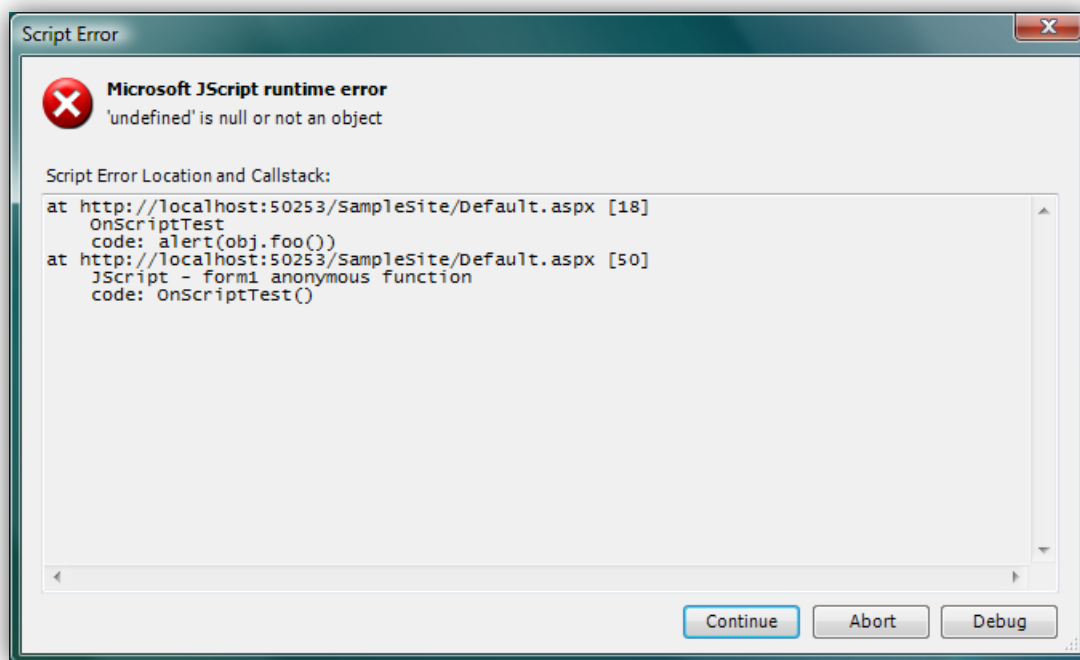 Script Error
Microsoft JScript runtime error
'undefined' is null or not an object
Script Error Location and Callstack:
at http://localhost:50253/SampleSite/Default.aspx [18]
OnScriptTest
code: alert(obj.foo())
at http://localhost:50253/SampleSite/Default.aspx [50]
JScript - form1 anonymous function
code: OnScriptTest()
Continue Abort Debug